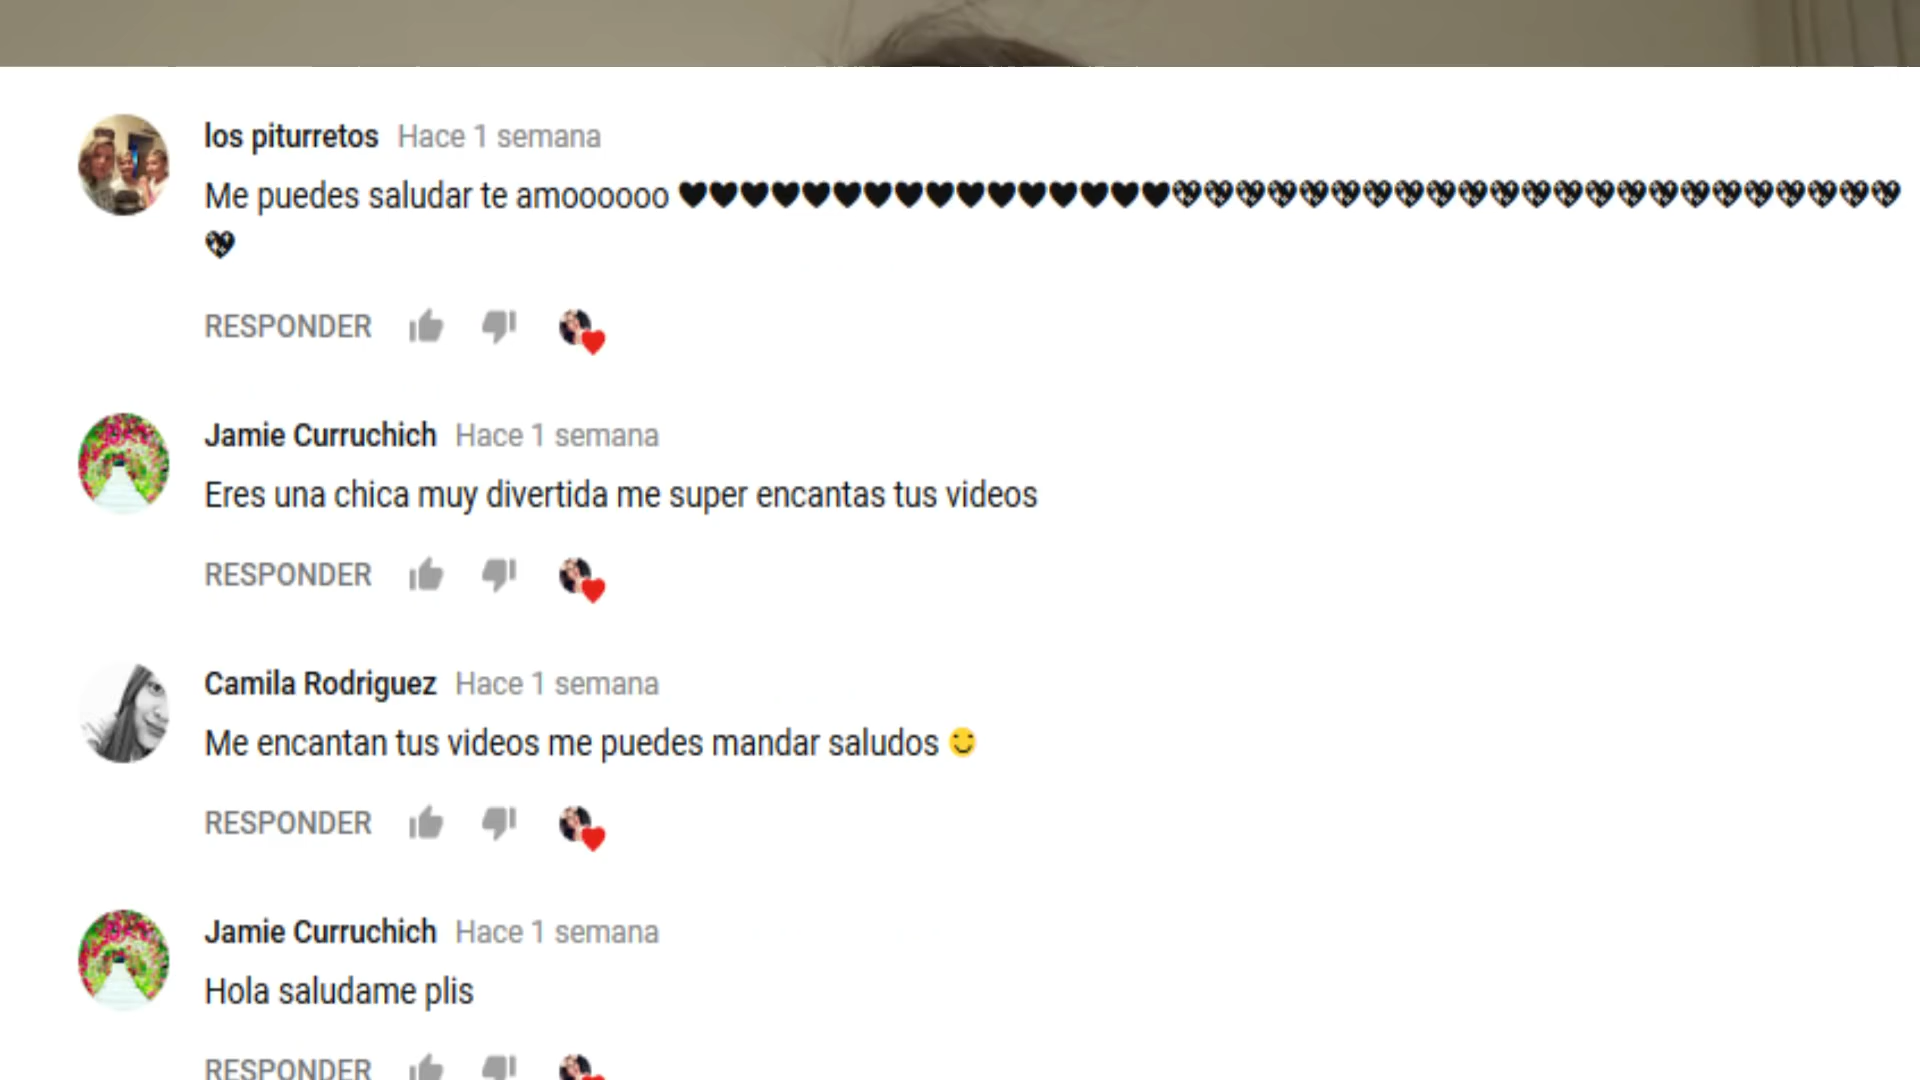 los piturretos Hace 1 semana
Me puedes saludar te amoooooo ♥♥♥♥♥♥♥♥♥♥♥♥♥♥♥♥💖💖💖💖💖💖💖💖💖💖💖💖💖💖💖💖💖💖💖💖💖💖💖
💖
RESPONDER
Jamie Curruchich Hace 1 semana
Eres una chica muy divertida me super encantas tus videos
RESPONDER
Camila Rodriguez Hace 1 semana
Me encantan tus videos me puedes mandar saludos 😊
RESPONDER
Jamie Curruchich Hace 1 semana
Hola saludame plis
RESPONDER